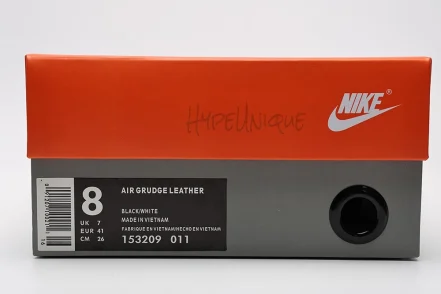 NIKE
®
HYPEUNIQUE
8
UK 7
EUR 41
CM 26
AIR GRUDGE LEATHER
BLACK/WHITE
MADE IN VIETNAM
FABRIQUE EN VIETNAM/HECHO EN VIETNAM
153209 011